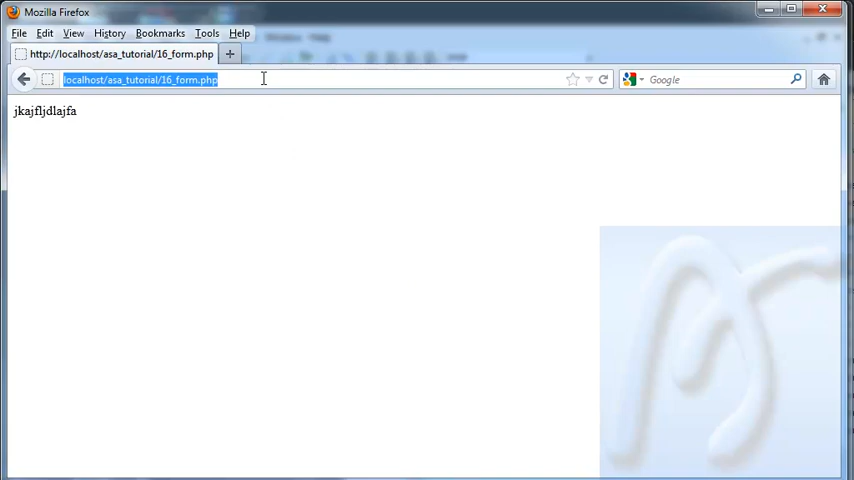 Mozilla Firefox
File Edit View History Bookmarks Tools Help
http://localhost/asa_tutorial/16_form.php
localhost/asa_tutorial/16_form.php
Google
jkajfljdlajfa